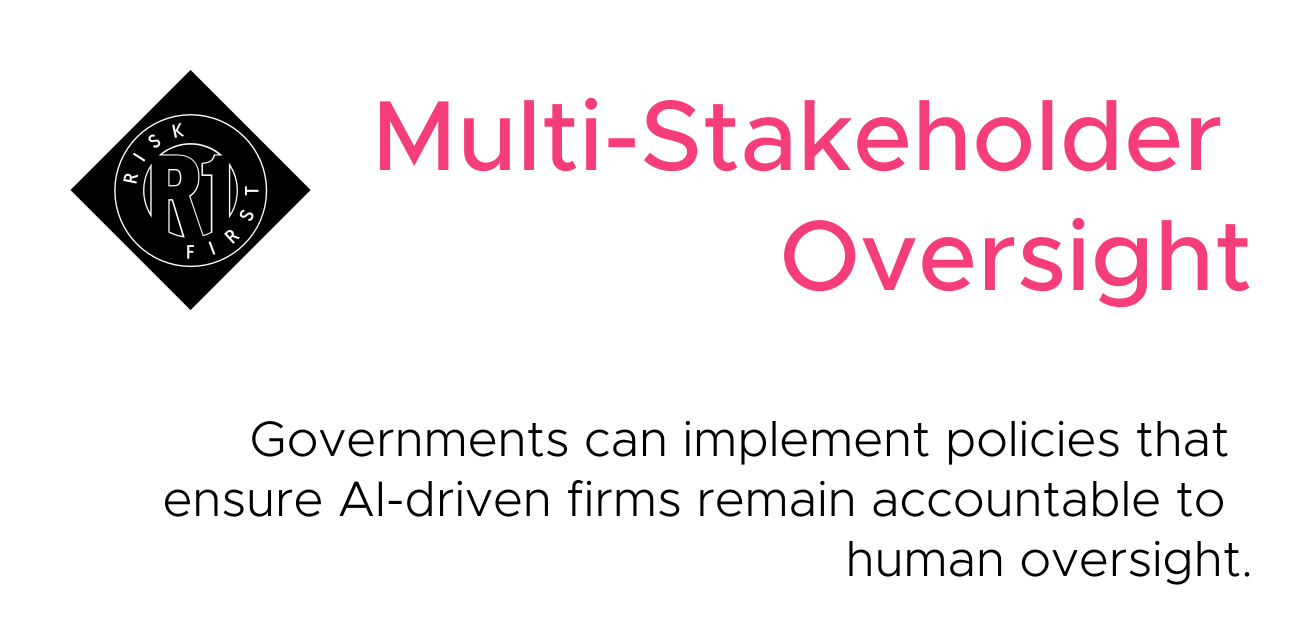 RISK
FIRST
R1
Multi-Stakeholder
Oversight
Governments can implement policies that
ensure AI-driven firms remain accountable to
human oversight.